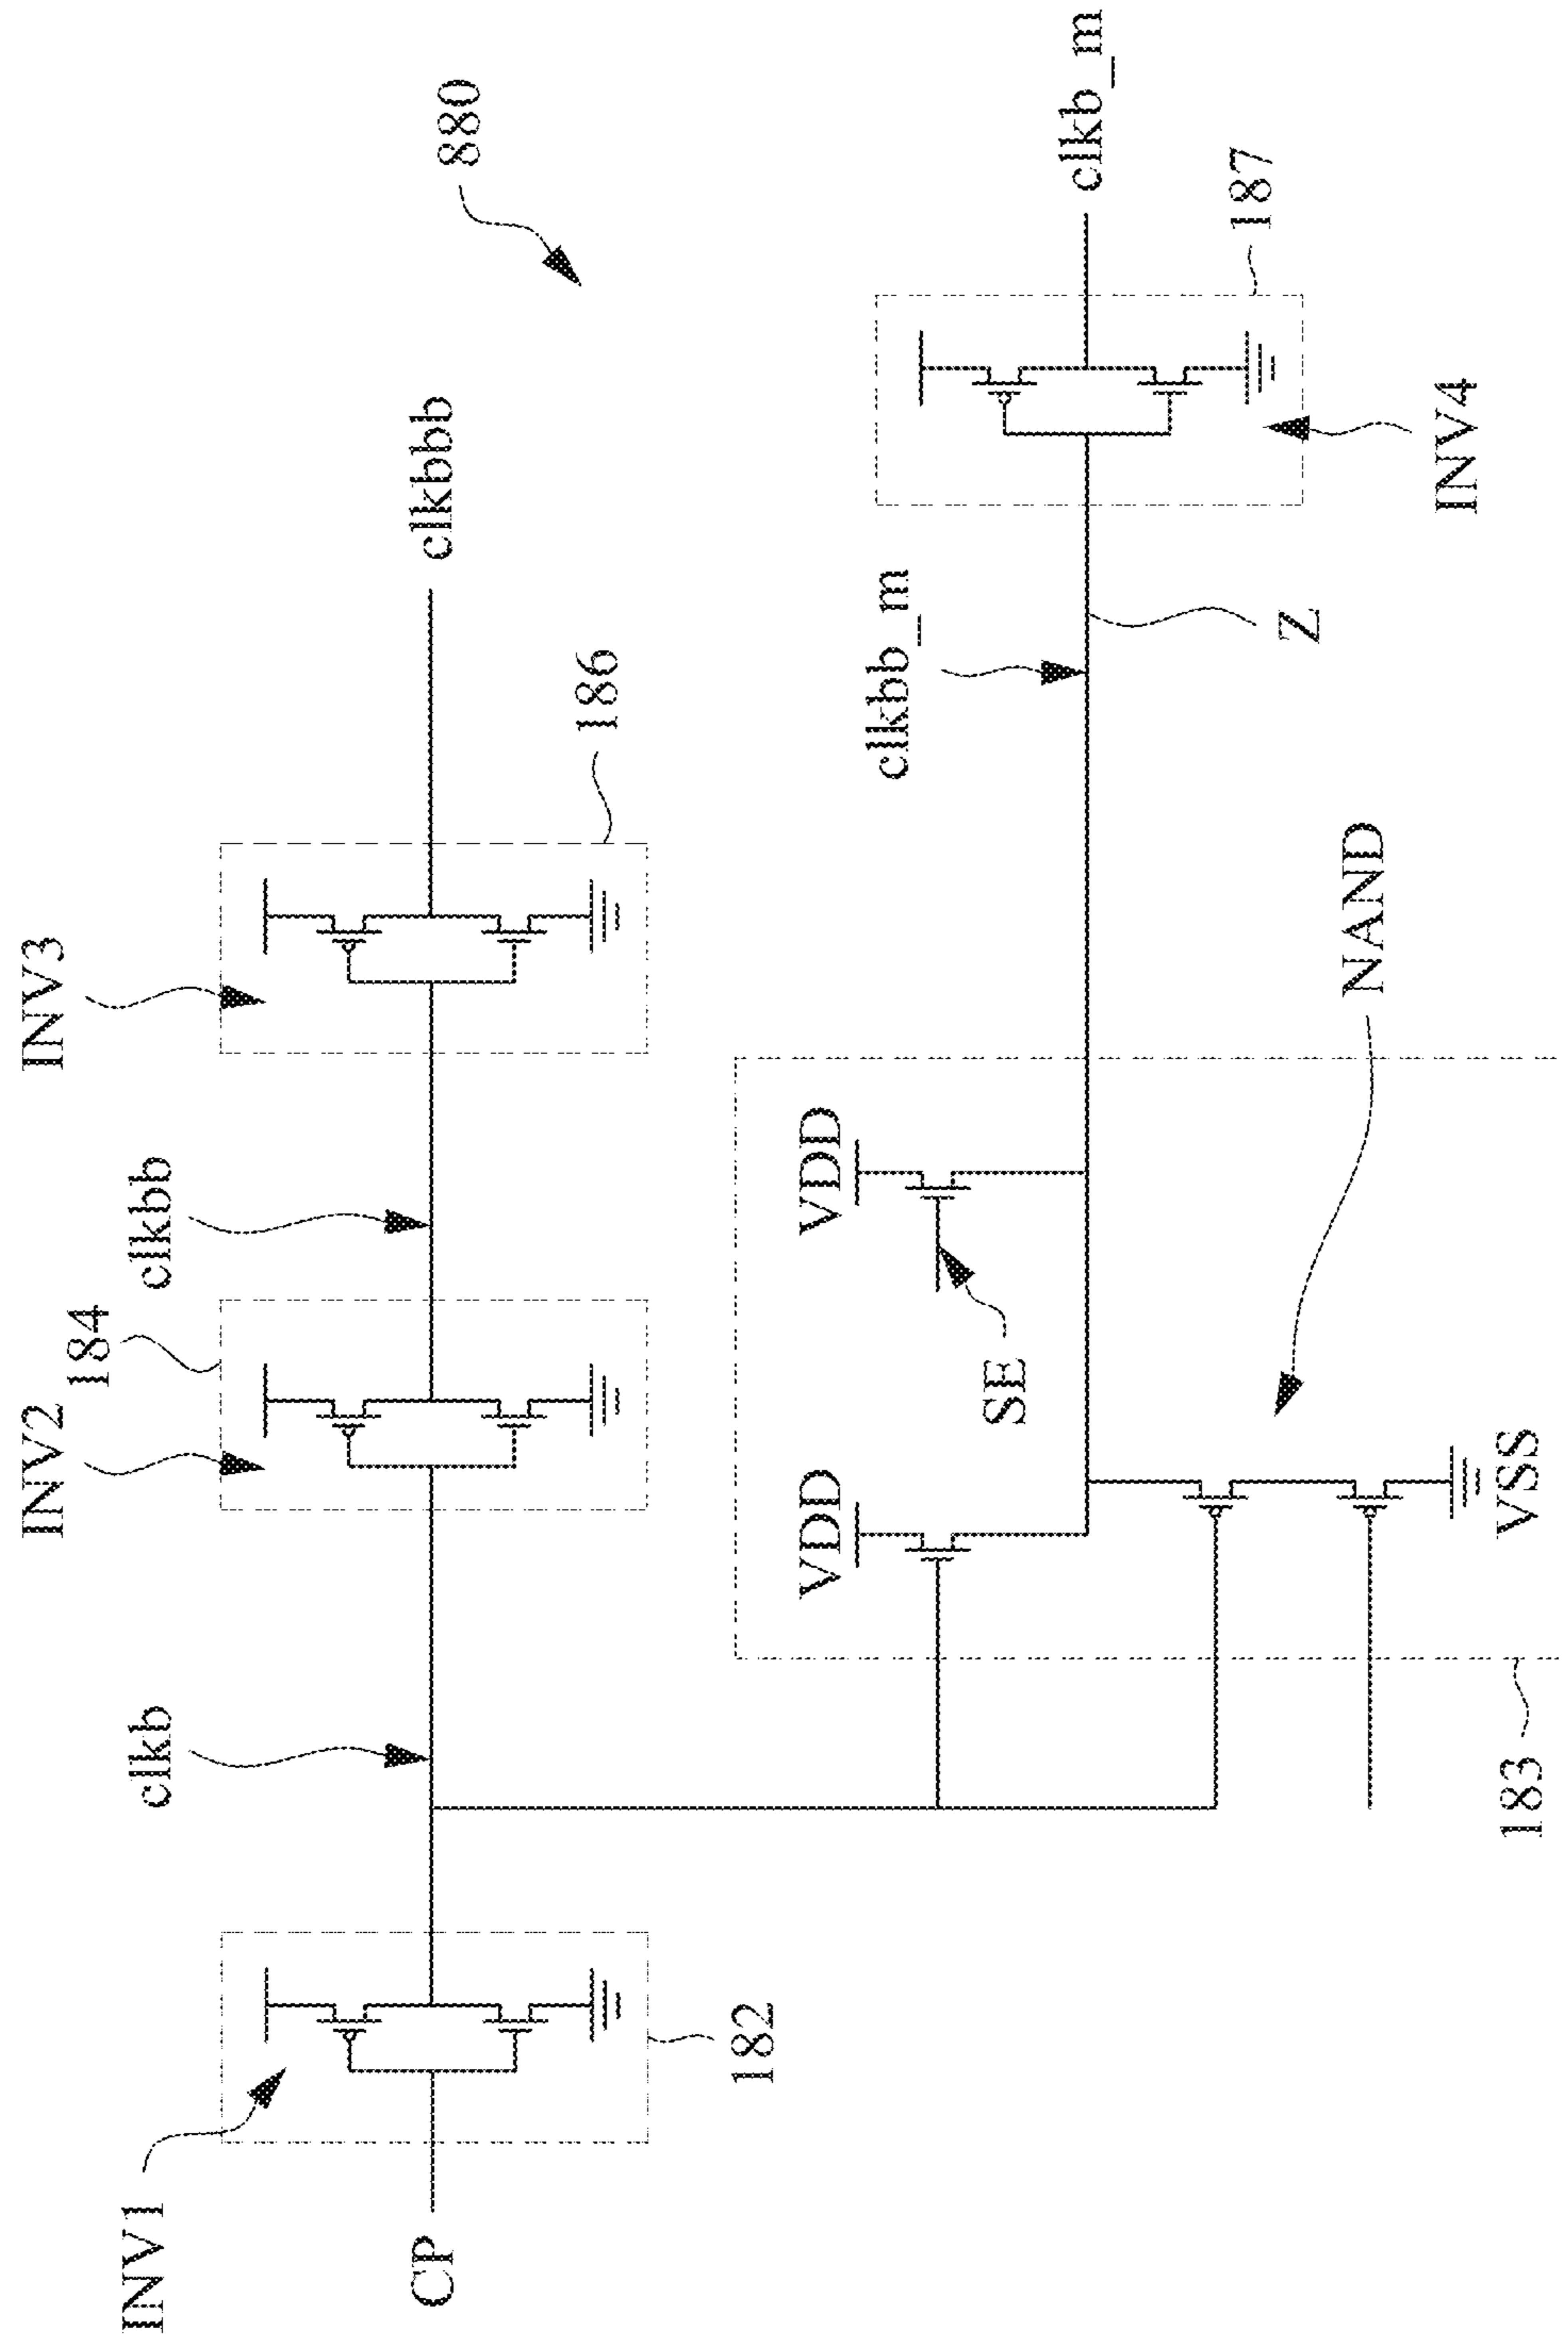 880
INV1
CP
182
clkb
INV2
184
clkbb
INV3
186
clkbbb
183
VDD
VDD
SE
VSS
NAND
clkbb_m
Z
INV4
187
clkb_m